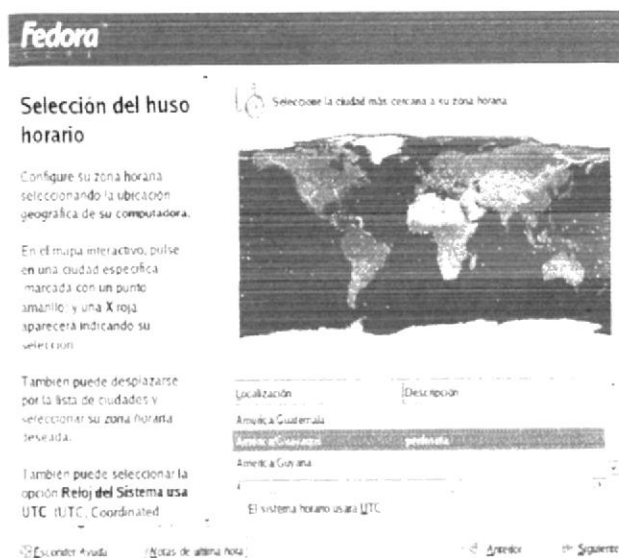 Fedora
Selección del huso
horario
Configure su zona horaria
seleccionando la ubicación
geográfica de su computadora.
En el mapa interactivo, pulse
en una ciudad específica
(marcada con un punto
amarillo) y una X roja
aparecerá indicando su
selección.
También puede desplazarse
por la lista de ciudades y
seleccionar su zona horaria
deseada.
También puede seleccionar la
opción Reloj del Sistema usa
UTC (UTC, Coordinated
Seleccione la ciudad más cercana a su zona horaria
Localización Descripción
America/Guatemala
America/Guayaquil
America/Guyana
El sistema horario usará UTC
Esconder Ayuda Notas de última hora Anterior Siguiente